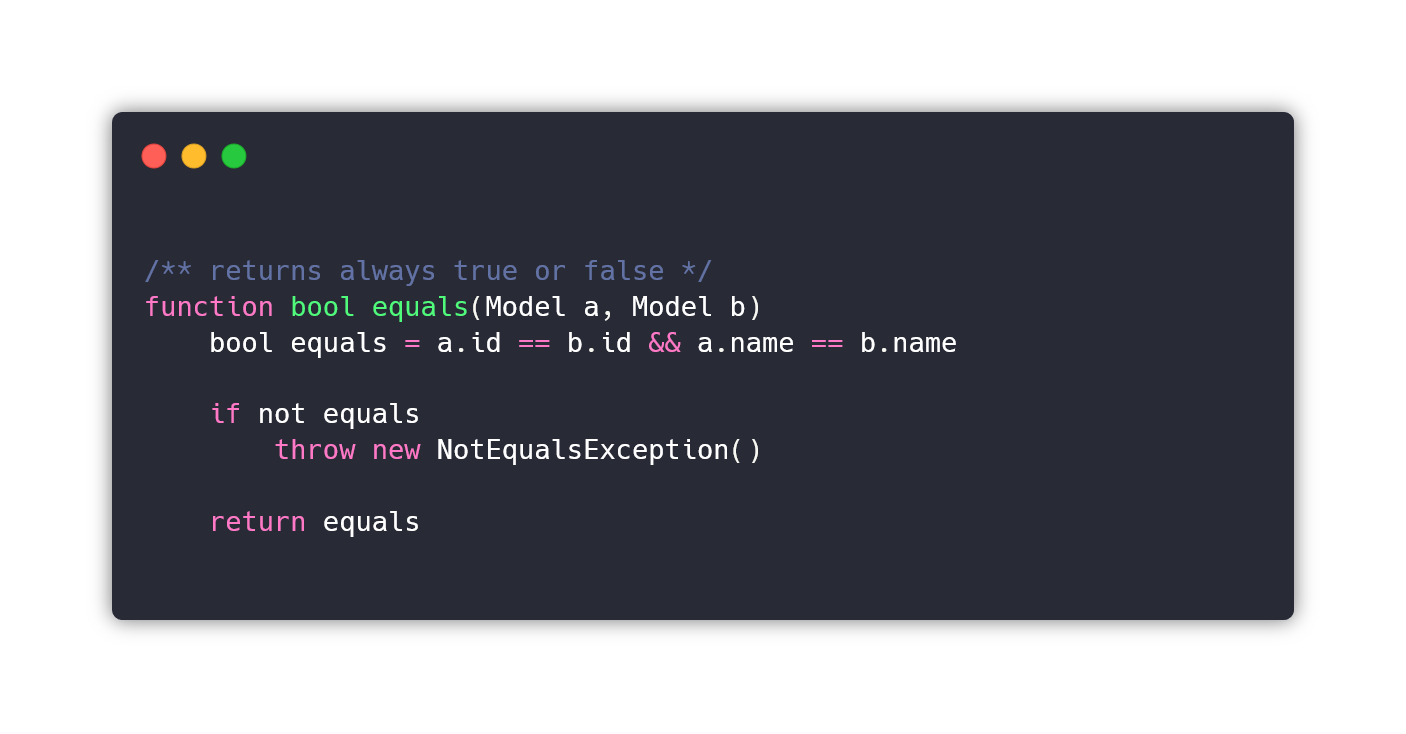 /** returns always true or false */
function bool equals(Model a, Model b)
    bool equals = a.id == b.id && a.name == b.name
    if not equals
        throw new NotEqualsException()
    return equals